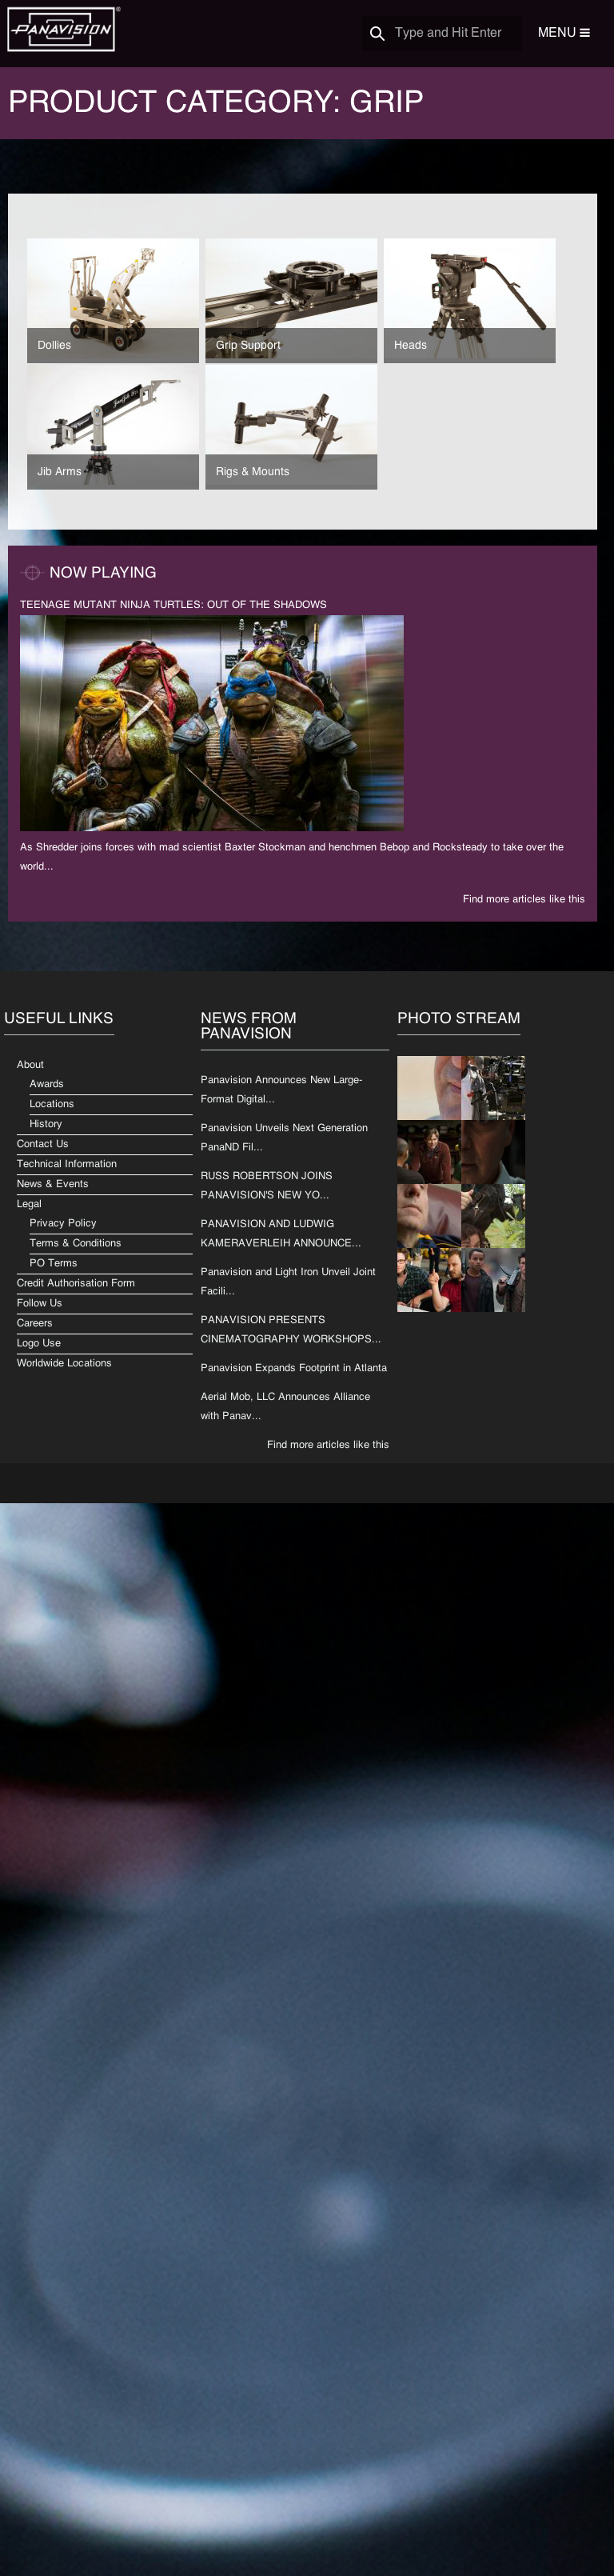 PANAVISION ®
Type and Hit Enter
MENU
PRODUCT CATEGORY: GRIP
Dollies
Grip Support
Heads
Jib Arms
Rigs & Mounts
NOW PLAYING
TEENAGE MUTANT NINJA TURTLES: OUT OF THE SHADOWS
As Shredder joins forces with mad scientist Baxter Stockman and henchmen Bebop and Rocksteady to take over the
world...
Find more articles like this
USEFUL LINKS
About
Awards
Locations
History
Contact Us
Technical Information
News & Events
Legal
Privacy Policy
Terms & Conditions
PO Terms
Credit Authorisation Form
Follow Us
Careers
Logo Use
Worldwide Locations
NEWS FROM
PANAVISION
Panavision Announces New Large-
Format Digital...
Panavision Unveils Next Generation
PanaND Fil...
RUSS ROBERTSON JOINS
PANAVISION'S NEW YO...
PANAVISION AND LUDWIG
KAMERAVERLEIH ANNOUNCE...
Panavision and Light Iron Unveil Joint
Facili...
PANAVISION PRESENTS
CINEMATOGRAPHY WORKSHOPS...
Panavision Expands Footprint in Atlanta
Aerial Mob, LLC Announces Alliance
with Panav...
Find more articles like this
PHOTO STREAM